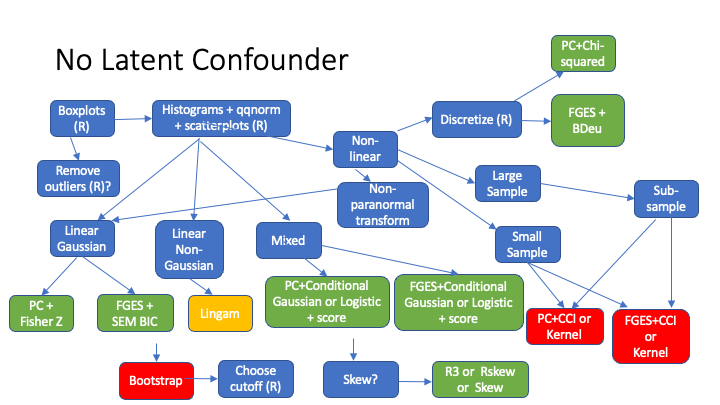 No Latent Confounder
PC+Chi-
squared
Boxplots
(R)
Histograms + qqnorm
+ scatterplots (R)
Discretize (R)
FGES +
BDeu
Non-
linear
Remove
outliers (R)?
Large
Sample
Non-
paranormal
transform
Sub-
sample
Linear
Gaussian
Linear
Non-
Gaussian
Mixed
Small
Sample
PC +
Fisher Z
FGES +
SEM BIC
Lingam
PC+Conditional
Gaussian or Logistic
+ score
FGES+Conditional
Gaussian or Logistic
+ score
PC+CCI or
Kernel
FGES+CCI
or
Kernel
Bootstrap
Choose
cutoff (R)
Skew?
R3 or Rskew
or Skew